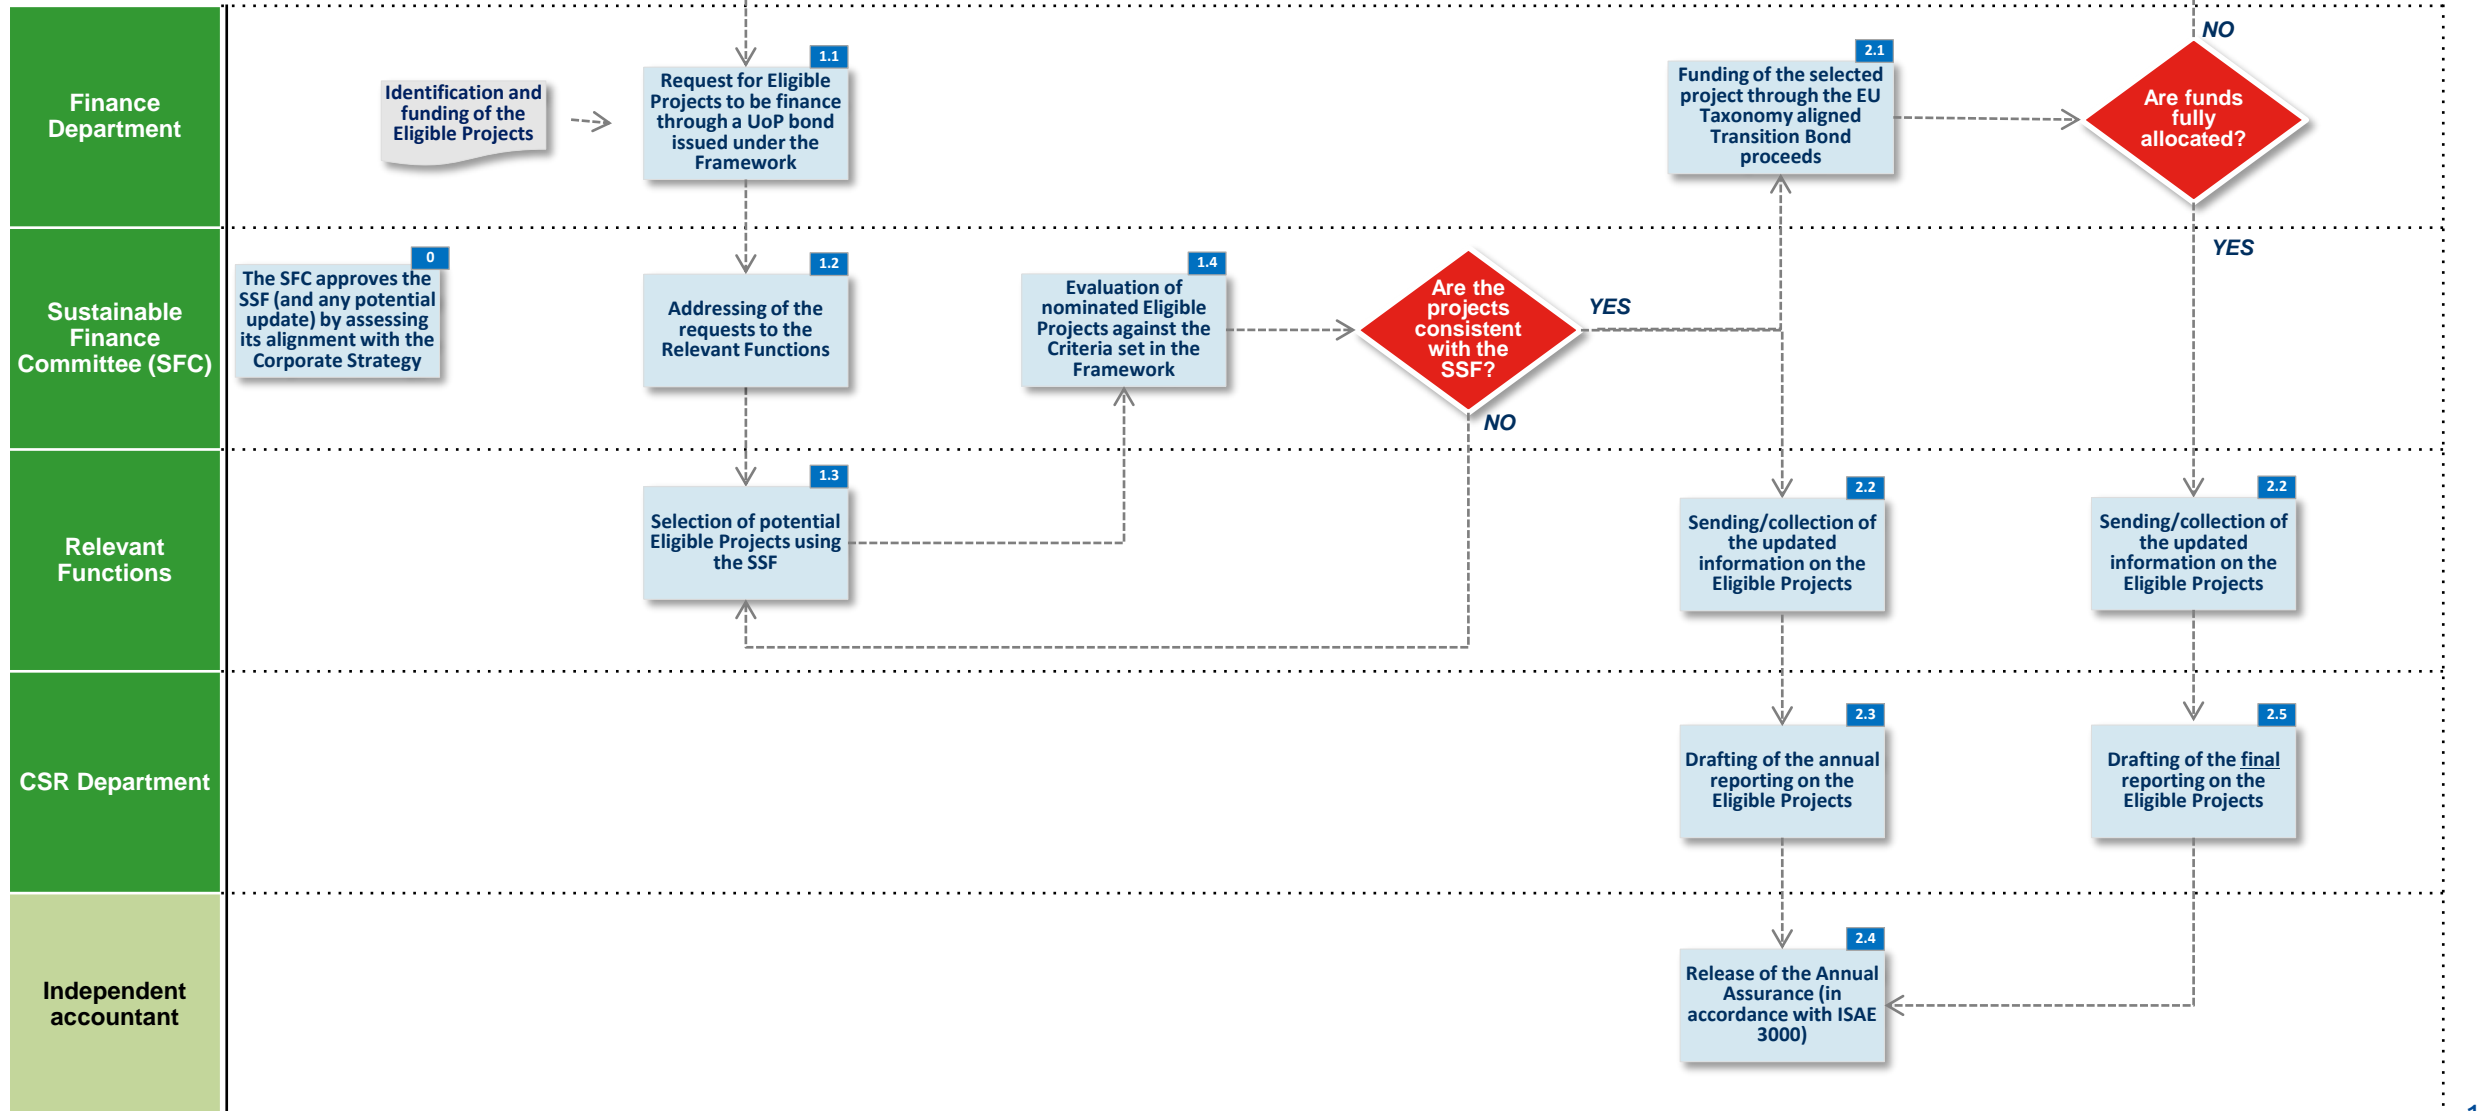 Finance
Department
Identification and
funding of the
Eligible Projects
1.1
Request for Eligible
Projects to be finance
through a UoP bond
issued under the
Framework
2.1
Funding of the selected
project through the EU
Taxonomy aligned
Transition Bond
proceeds
NO
Are funds
fully
allocated?
YES
Sustainable
Finance
Committee (SFC)
0
The SFC approves the
SSF (and any potential
update) by assessing
its alignment with the
Corporate Strategy
1.2
Addressing of the
requests to the
Relevant Functions
1.4
Evaluation of
nominated Eligible
Projects against the
Criteria set in the
Framework
Are the
projects
consistent
with the
SSF?
YES
NO
Relevant
Functions
1.3
Selection of potential
Eligible Projects using
the SSF
2.2
Sending/collection of
the updated
information on the
Eligible Projects
2.2
Sending/collection of
the updated
information on the
Eligible Projects
CSR Department
2.3
Drafting of the annual
reporting on the
Eligible Projects
2.5
Drafting of the final
reporting on the
Eligible Projects
Independent
accountant
2.4
Release of the Annual
Assurance (in
accordance with ISAE
3000)